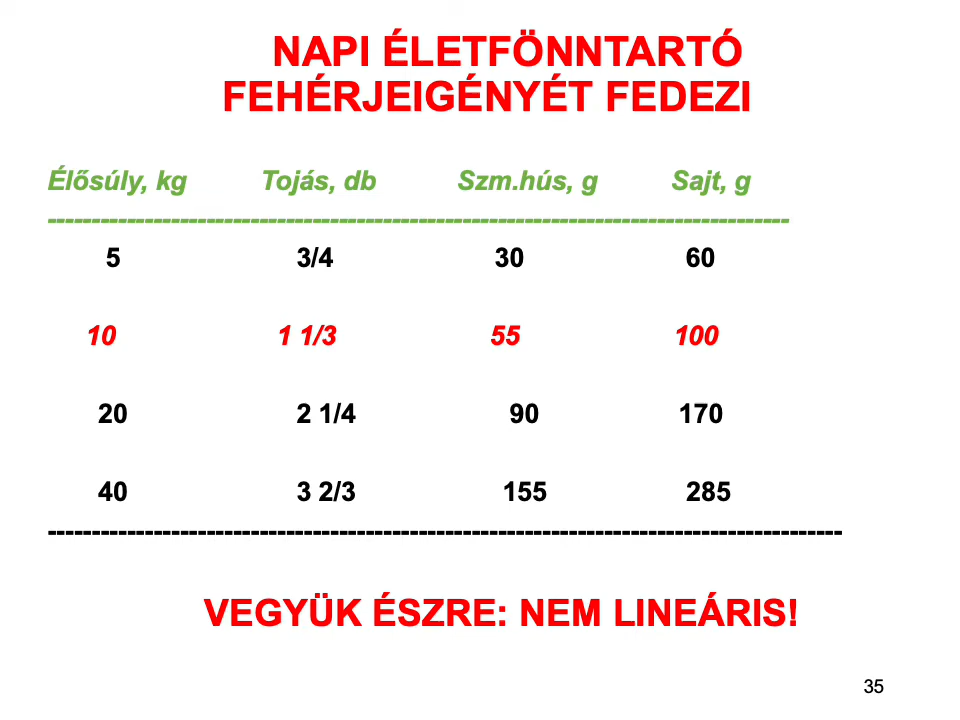 NAPI ÉLETFÖNNTARTÓ
FEHÉRJEIGÉNYÉT FEDEZI
Élősúly, kg Tojás, db Szm.hús, g Sajt, g
5 3/4 30 60
10 1 1/3 55 100
20 2 1/4 90 170
40 3 2/3 155 285
VEGYÜK ÉSZRE: NEM LINEÁRIS!
35